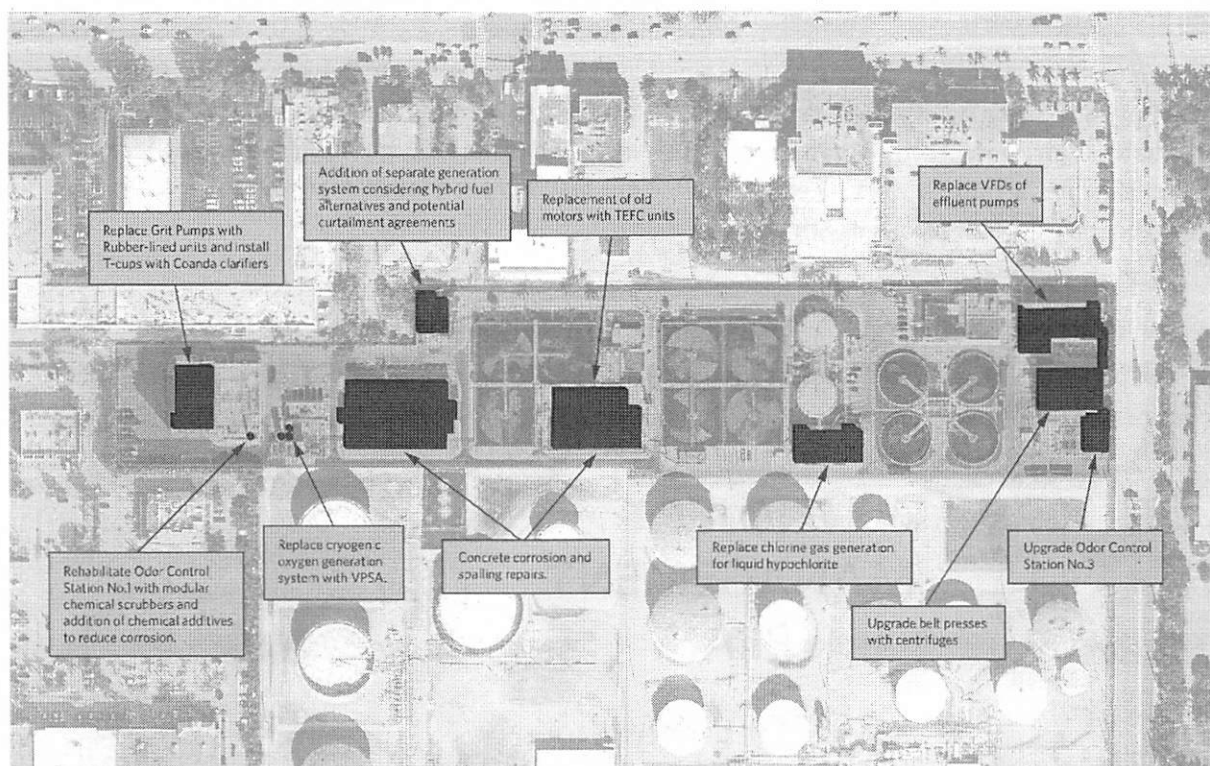 Addition of separate generation
system considering hybrid fuel
alternatives and potential
curtailment agreements
Replacement of old
motors with TEFC units
Replace VFDs of
effluent pumps
Replace Grit Pumps with
Rubber-lined units and install
T-cups with Coanda clarifiers
Rehabilitate Odor Control
Station No.1 with modular
chemical scrubbers and
addition of chemical additives
to reduce corrosion.
Replace cryogenic
oxygen generation
system with VPSA.
Concrete corrosion and
spalling repairs.
Replace chlorine gas generation
for liquid hypochlorite
Upgrade belt presses
with centrifuges
Upgrade Odor Control
Station No.3